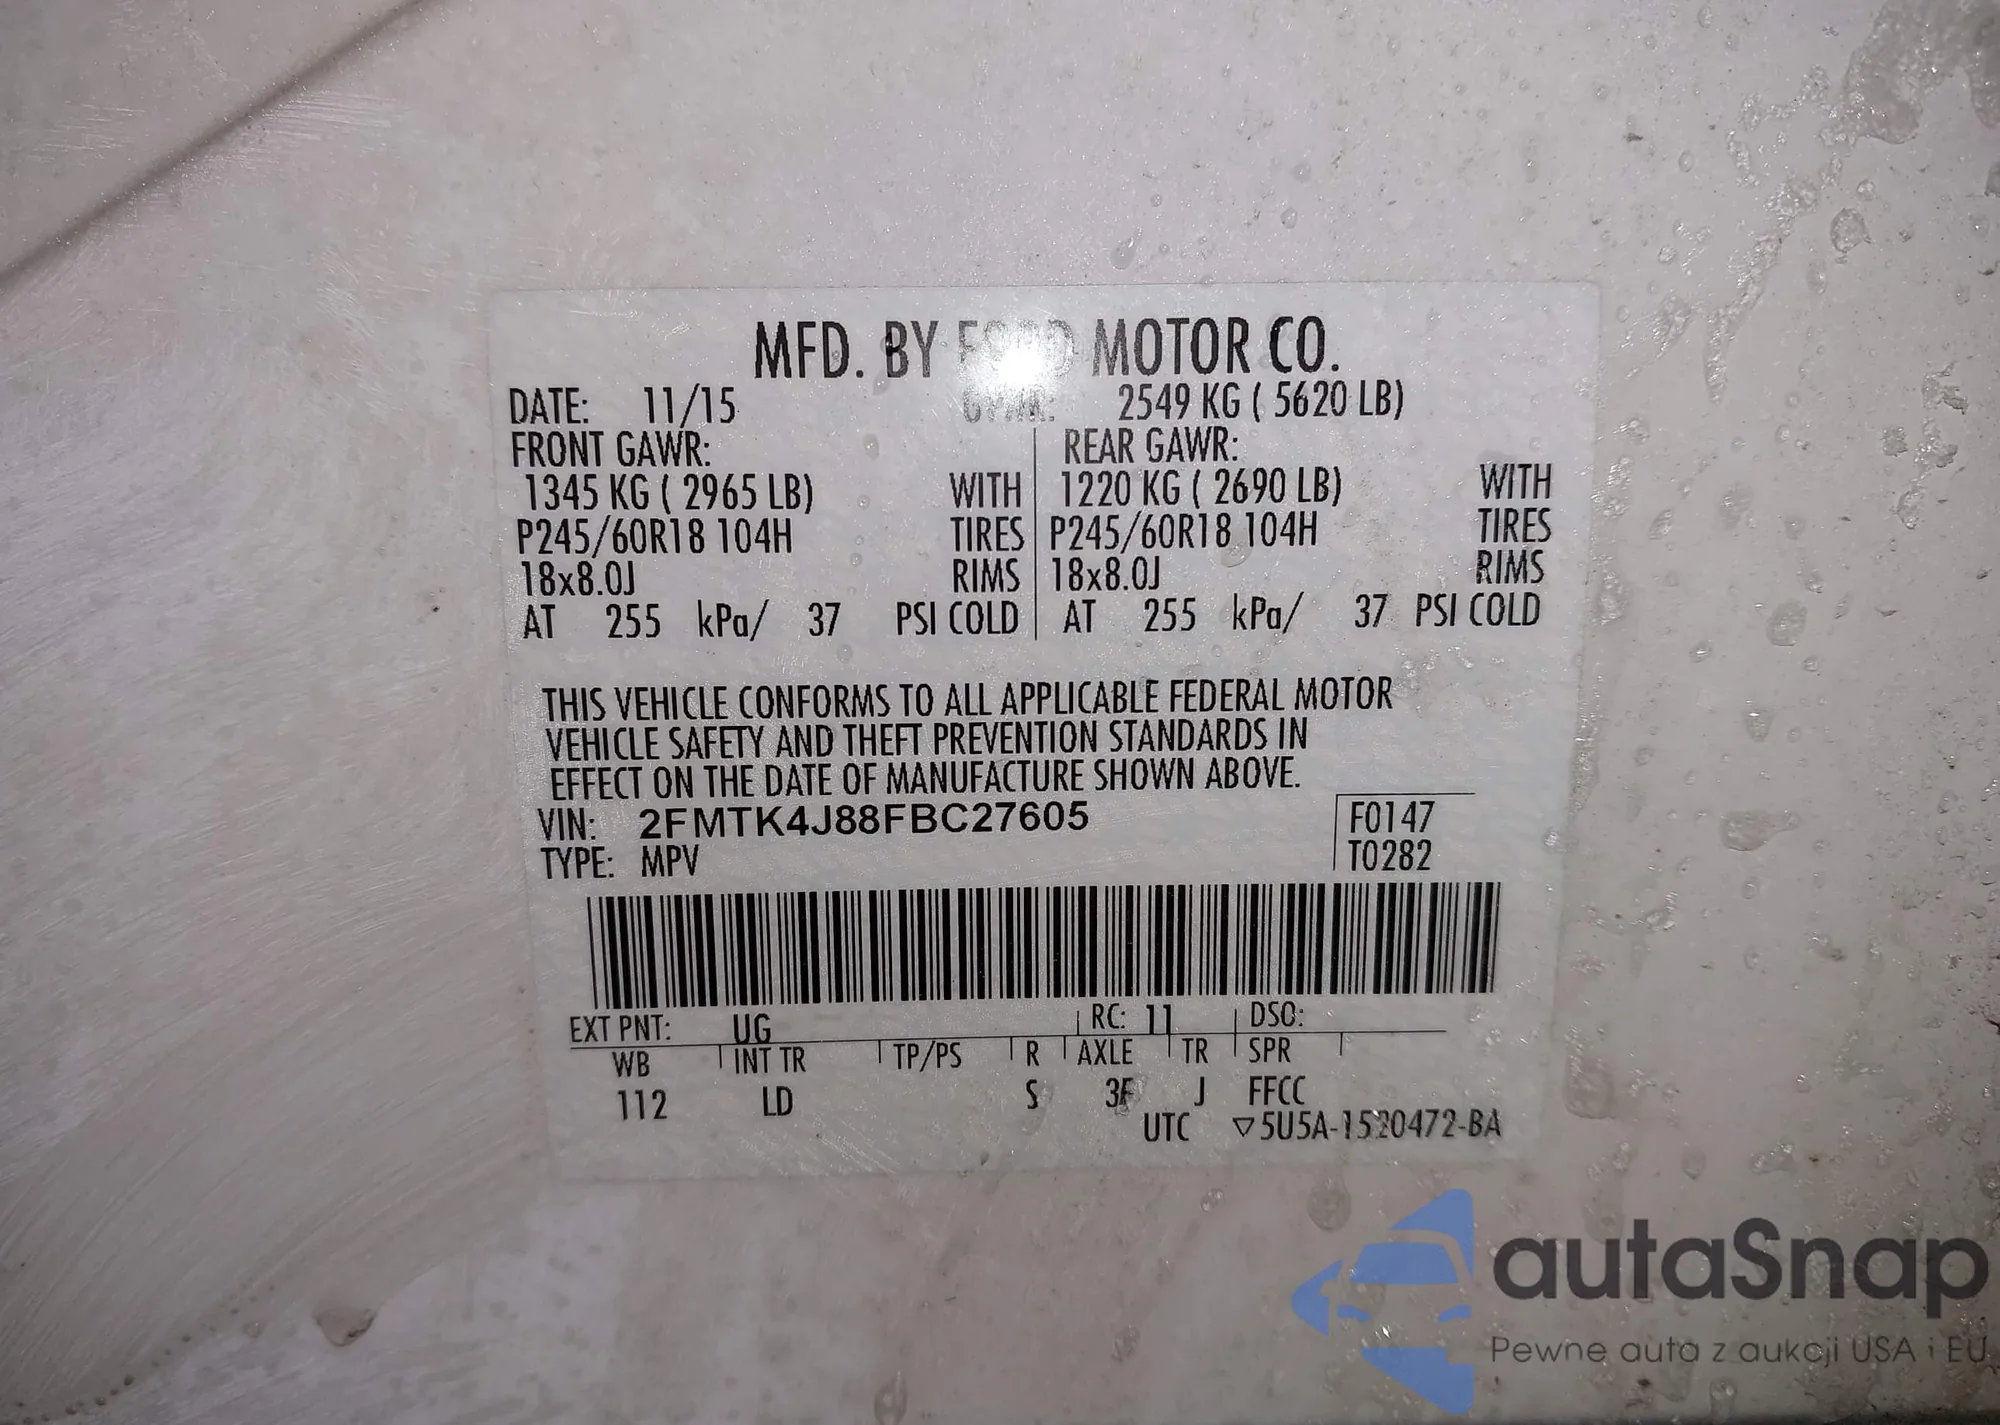 MFD. BY FORD MOTOR CO.
DATE: 11/15 GVWR: 2549 KG ( 5620 LB)
FRONT GAWR: REAR GAWR:
1345 KG ( 2965 LB) WITH 1220 KG ( 2690 LB) WITH
P245/60R18 104H TIRES P245/60R18 104H TIRES
18x8.0J RIMS 18x8.0J RIMS
AT 255 kPa/ 37 PSI COLD AT 255 kPa/ 37 PSI COLD
THIS VEHICLE CONFORMS TO ALL APPLICABLE FEDERAL MOTOR
VEHICLE SAFETY AND THEFT PREVENTION STANDARDS IN
EFFECT ON THE DATE OF MANUFACTURE SHOWN ABOVE.
VIN: 2FMTK4J88FBC27605 F0147
TYPE: MPV T0282
EXT PNT: UG RC: 11 DSO:
WB INT TR TP/PS R AXLE TR SPR
112 LD S 3F J FFCC
UTC ▽5U5A-1520472-BA
autaSnap
Pewne auta z aukcji USA i EU